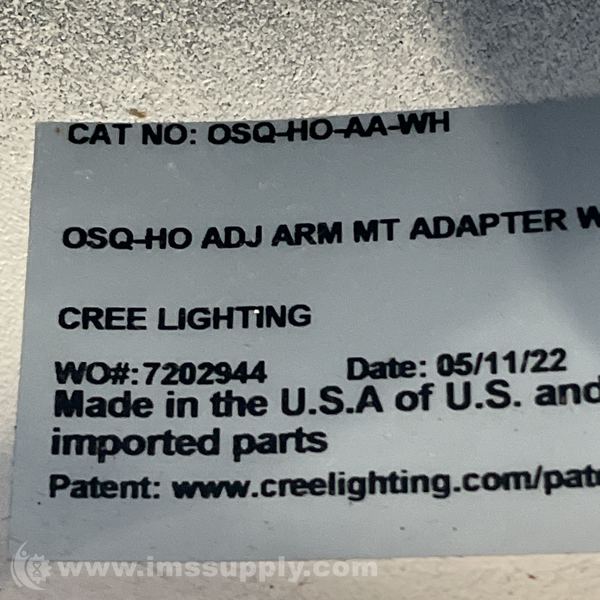 CAT NO: OSQ-HO-AA-WH
OSQ-HO ADJ ARM MT ADAPTER
CREE LIGHTING
WO#:7202944 Date: 05/11/22
Made in the U.S.A of U.S. and
imported parts
Patent: www.creelighting.com/pat
www.imssupply.com